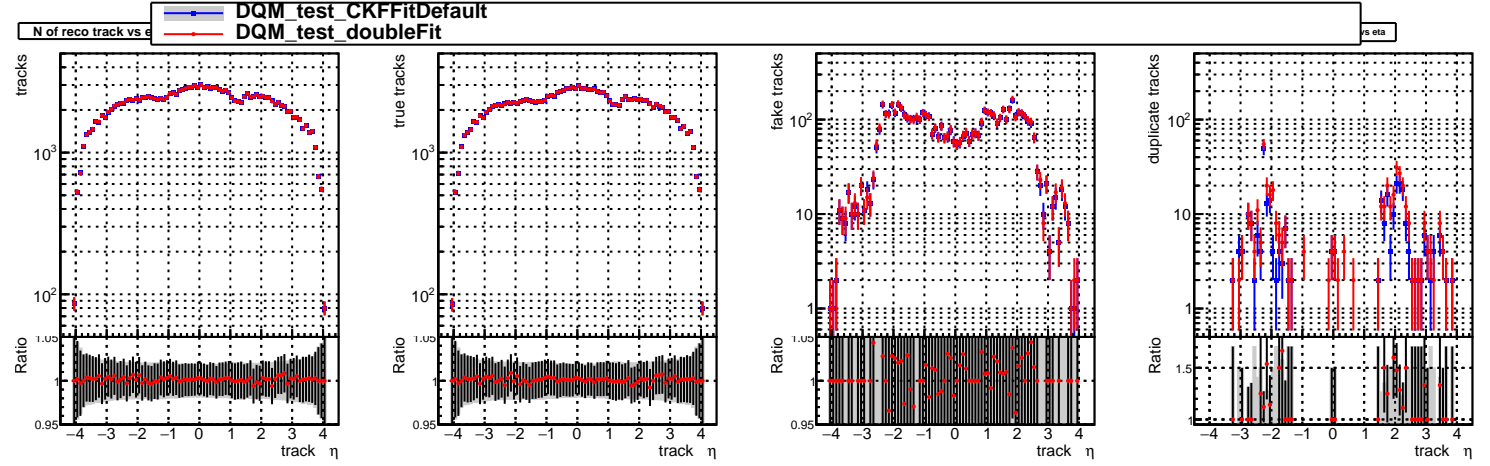 DQM_test_CKFFitDefault
DQM_test_doubleFit
N of reco track vs e
vs eta
tracks
10³
10²
Ratio
1.05
1
0.95
−4 −3 −2 −1 0 1 2 3 4
track η
true tracks
10³
10²
Ratio
1.05
1
0.95
−4 −3 −2 −1 0 1 2 3 4
track η
fake tracks
10²
10
1
Ratio
1.05
1
0.95
−4 −3 −2 −1 0 1 2 3 4
track η
duplicate tracks
10²
10
1
Ratio
1.5
1
−4 −3 −2 −1 0 1 2 3 4
track η